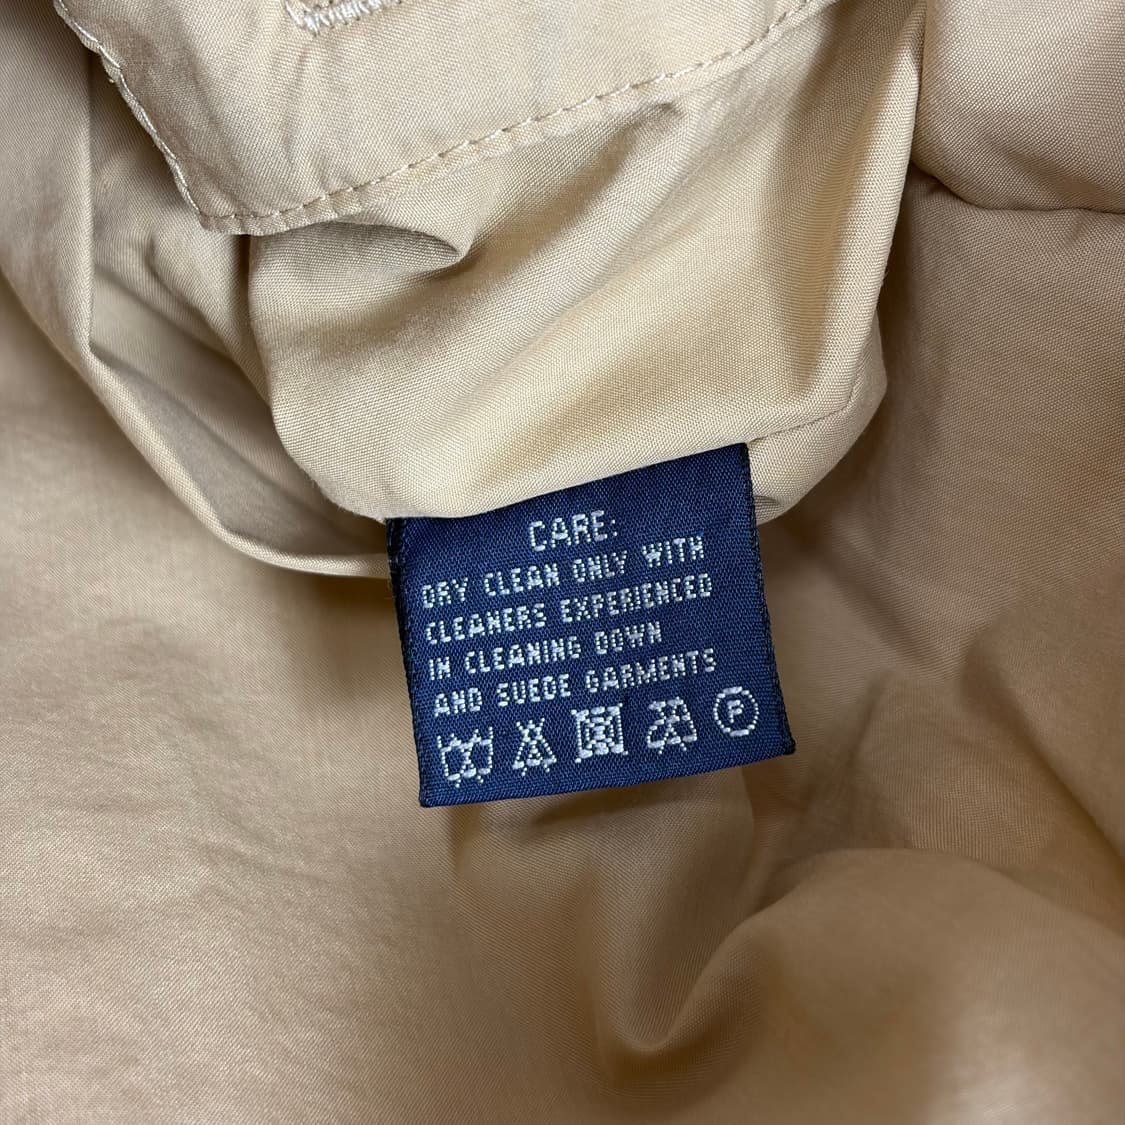 CARE:
DRY CLEAN ONLY WITH
CLEANERS EXPERIENCED
IN CLEANING DOWN
AND SUEDE GARMENTS
P